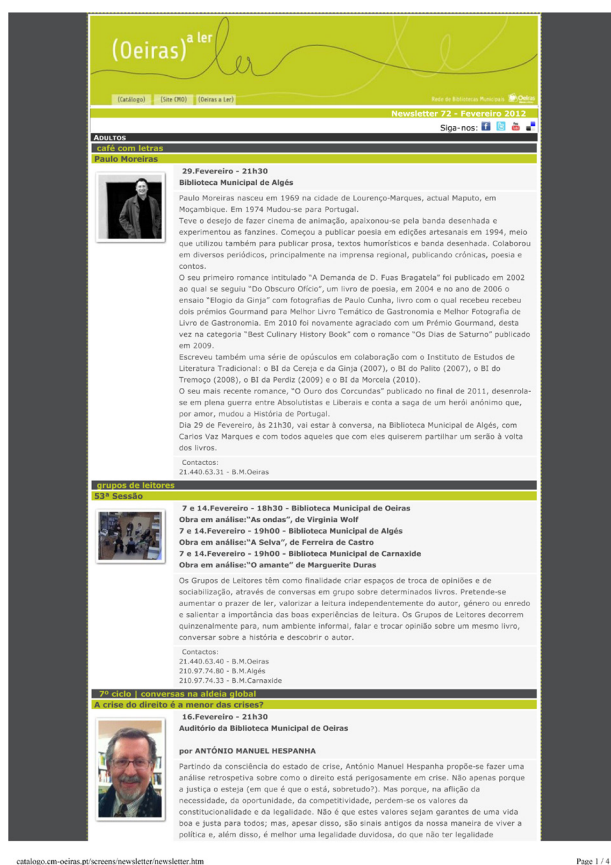 (Oeiras) a ler
ler
(Catálogo) (Site CMO) (Oeiras a Ler)
Rede de Bibliotecas Municipais Oeiras
Newsletter 72 - Fevereiro 2012
Siga-nos:
ADULTOS
café com letras
Paulo Moreiras
29.Fevereiro - 21h30
Biblioteca Municipal de Algés
Paulo Moreiras nasceu em 1969 na cidade de Lourenço-Marques, actual Maputo, em
Moçambique. Em 1974 Mudou-se para Portugal.
Teve o desejo de fazer cinema de animação, apaixonou-se pela banda desenhada e
experimentou as fanzines. Começou a publicar poesia em edições artesanais em 1994, meio
que utilizou também para publicar prosa, textos humorísticos e banda desenhada. Colaborou
em diversos periódicos, principalmente na imprensa regional, publicando crónicas, poesia e
contos.
O seu primeiro romance intitulado "A Demanda de D. Fuas Bragatela" foi publicado em 2002
ao qual se seguiu "Do Obscuro Ofício", um livro de poesia, em 2004 e no ano de 2006 o
ensaio "Elogio da Ginja" com fotografias de Paulo Cunha, livro com o qual recebeu recebeu
dois prémios Gourmand para Melhor Livro Temático de Gastronomia e Melhor Fotografia de
Livro de Gastronomia. Em 2010 foi novamente agraciado com um Prémio Gourmand, desta
vez na categoria "Best Culinary History Book" com o romance "Os Dias de Saturno" publicado
em 2009.
Escreveu também uma série de opúsculos em colaboração com o Instituto de Estudos de
Literatura Tradicional: o BI da Cereja e da Ginja (2007), o BI do Palito (2007), o BI do
Tremoço (2008), o BI da Perdiz (2009) e o BI da Morcela (2010).
O seu mais recente romance, "O Ouro dos Corcundas" publicado no final de 2011, desenrola-
se em plena guerra entre Absolutistas e Liberais e conta a saga de um herói anónimo que,
por amor, mudou a História de Portugal.
Dia 29 de Fevereiro, às 21h30, vai estar à conversa, na Biblioteca Municipal de Algés, com
Carlos Vaz Marques e com todos aqueles que com eles quiserem partilhar um serão à volta
dos livros.
Contactos:
21.440.63.31 - B.M.Oeiras
grupos de leitores
53ª Sessão
7 e 14.Fevereiro - 18h30 - Biblioteca Municipal de Oeiras
Obra em análise:"As ondas", de Virginia Wolf
7 e 14.Fevereiro - 19h00 - Biblioteca Municipal de Algés
Obra em análise:"A Selva", de Ferreira de Castro
7 e 14.Fevereiro - 19h00 - Biblioteca Municipal de Carnaxide
Obra em análise:"O amante" de Marguerite Duras
Os Grupos de Leitores têm como finalidade criar espaços de troca de opiniões e de
sociabilização, através de conversas em grupo sobre determinados livros. Pretende-se
aumentar o prazer de ler, valorizar a leitura independentemente do autor, género ou enredo
e salientar a importância das boas experiências de leitura. Os Grupos de Leitores decorrem
quinzenalmente para, num ambiente informal, falar e trocar opinião sobre um mesmo livro,
conversar sobre a história e descobrir o autor.
Contactos:
21.440.63.40 - B.M.Oeiras
210.97.74.80 - B.M.Algés
210.97.74.33 - B.M.Carnaxide
7º ciclo | conversas na aldeia global
A crise do direito é a menor das crises?
16.Fevereiro - 21h30
Auditório da Biblioteca Municipal de Oeiras
por ANTÓNIO MANUEL HESPANHA
Partindo da consciência do estado de crise, António Manuel Hespanha propõe-se fazer uma
análise retrospetiva sobre como o direito está perigosamente em crise. Não apenas porque
a justiça o esteja (em que é que o está, sobretudo?). Mas porque, na aflição da
necessidade, da oportunidade, da competitividade, perdem-se os valores da
constitucionalidade e da legalidade. Não é que estes valores sejam garantes de uma vida
boa e justa para todos; mas, apesar disso, são sinais antigos da nossa maneira de viver a
política e, além disso, é melhor uma legalidade duvidosa, do que não ter legalidade
catalogo.cm-oeiras.pt/screens/newsletter/newsletter.htm
Page 1 / 4